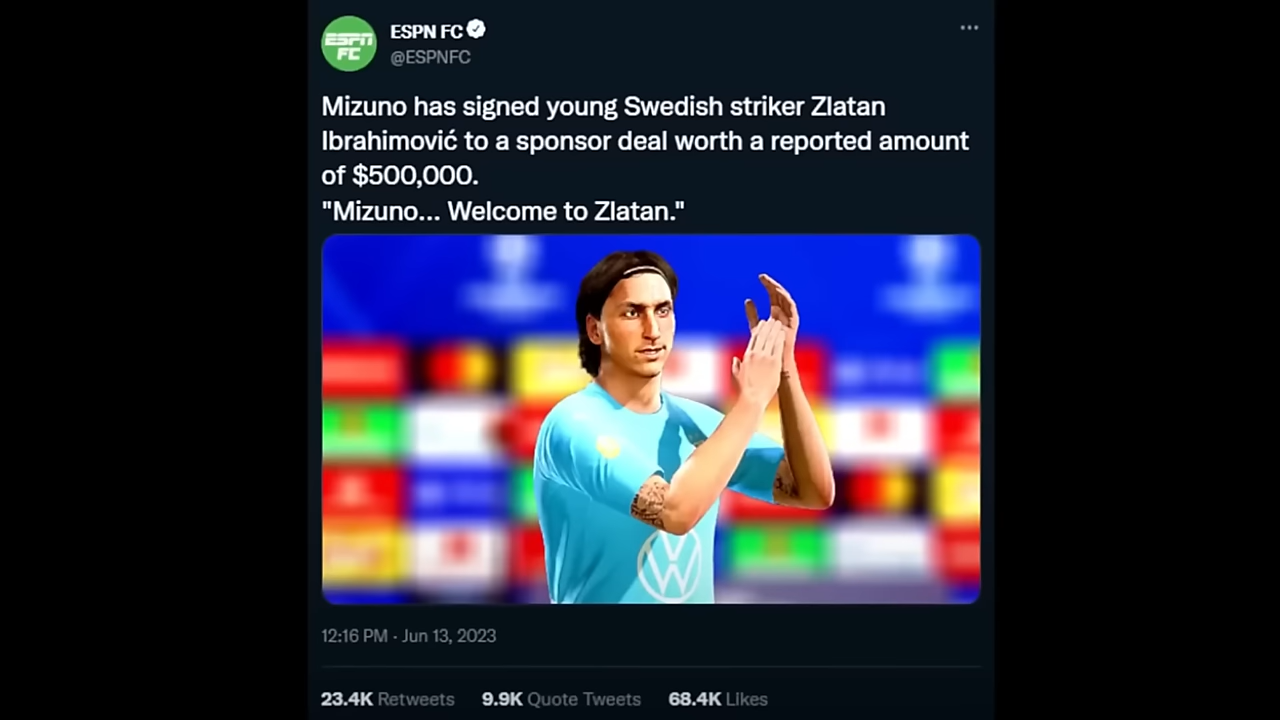 ESPN FC
ESPN
FC
@ESPNFC
Mizuno has signed young Swedish striker Zlatan
Ibrahimović to a sponsor deal worth a reported amount
of $500,000.
"Mizuno... Welcome to Zlatan."
12:16 PM · Jun 13, 2023
23.4K Retweets 9.9K Quote Tweets 68.4K Likes